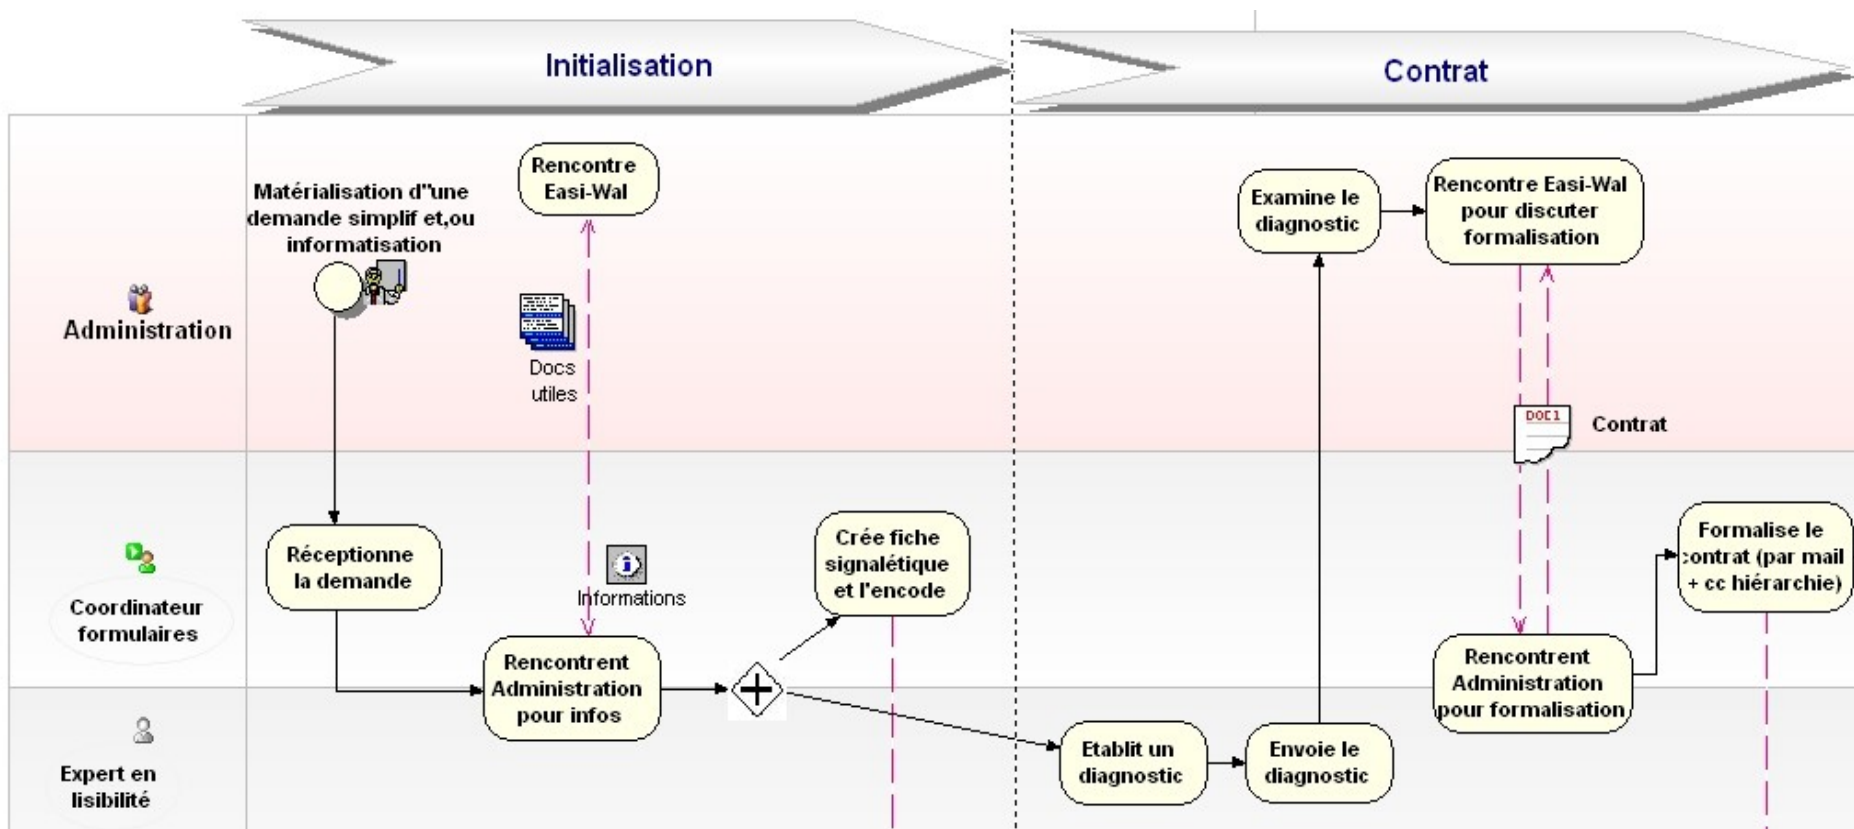 Initialisation
Contrat
Matérialisation d"une
demande simplif et,ou
informatisation
Rencontre
Easi-Wal
Examine le
diagnostic
Rencontre Easi-Wal
pour discuter
formalisation
Administration
Docs
utiles
DOC1
Contrat
Réceptionne
la demande
Informations
Crée fiche
signalétique
et l'encode
Formalise le
contrat (par mail
+ cc hiérarchie)
Coordinateur
formulaires
Rencontrent
Administration
pour infos
Rencontrent
Administration
pour formalisation
Etablit un
diagnostic
Envoie le
diagnostic
Expert en
lisibilité